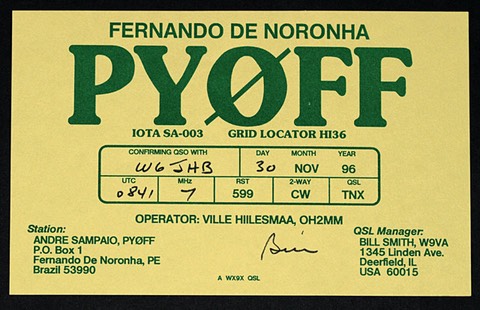 FERNANDO DE NORONHA
PYØFF
IOTA SA-003 GRID LOCATOR HI36
CONFIRMING QSO WITH DAY MONTH YEAR
W6JHB 30 NOV 96
UTC MHz RST 2-WAY QSL
0841 7 599 CW TNX
OPERATOR: VILLE HIILESMAA, OH2MM
Station:
ANDRE SAMPAIO, PYØFF
P.O. Box 1
Fernando De Noronha, PE
Brazil 53990
Bill
QSL Manager:
BILL SMITH, W9VA
1345 Linden Ave.
Deerfield, IL
USA 60015
A WX9X QSL